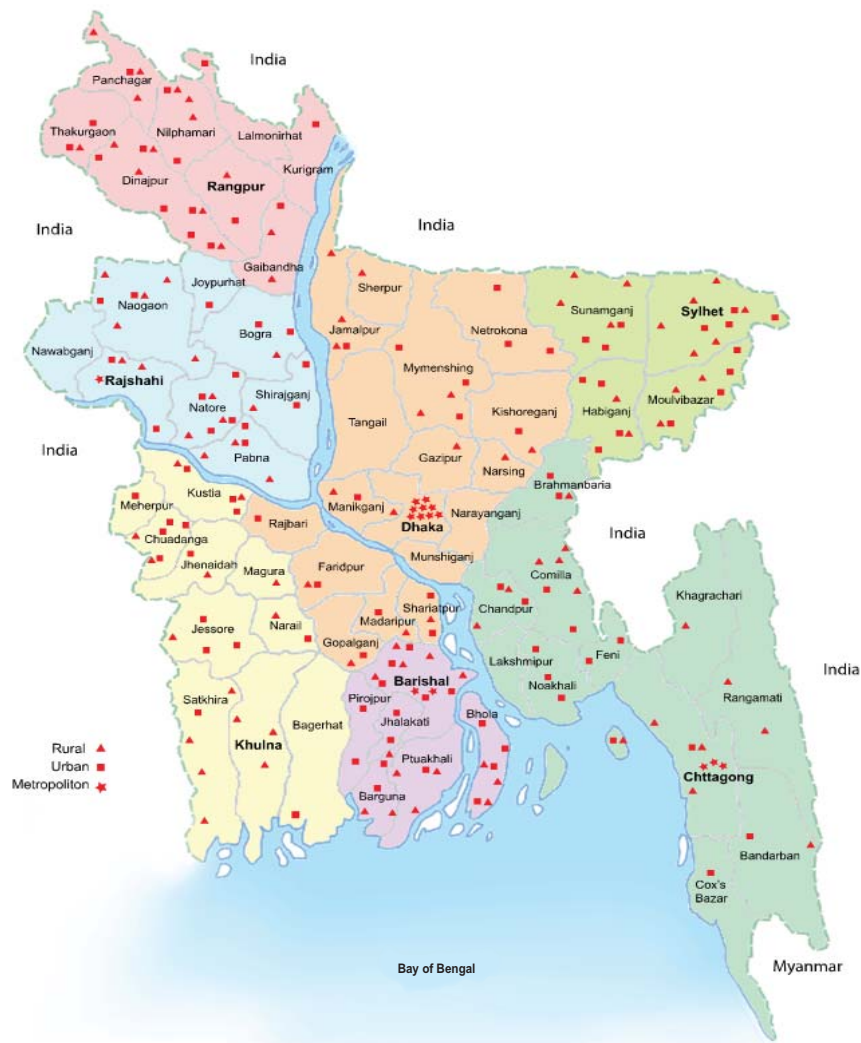 India
Panchagar
Thakurgaon
Nilphamari
Lalmonirhat
Dinajpur
Rangpur
Kurigram
India
India
Gaibandha
Joypurhat
Naogaon
Sherpur
Sunamganj
Sylhet
Netrokona
Jamalpur
Bogra
Nawabganj
Mymenshing
Rajshahi
Shirajganj
Natore
Moulvibazar
Habiganj
Kishoreganj
Tangail
India
Pabna
Gazipur
Narsing
Brahmanbaria
Kustia
Meherpur
Manikganj
Narayanganj
Dhaka
Rajbari
Chuadanga
India
Munshiganj
Jhenaidah
Magura
Faridpur
Comilla
Khagrachari
Chandpur
Shariatpur
Madaripur
Narail
Jessore
Gopalganj
Feni
Lakshmipur
India
Barishal
Noakhali
Rangamati
Pirojpur
Satkhira
Bhola
Bagerhat
Jhalakati
Rural
Khulna
Urban
Ptuakhali
Chttagong
Metropoliton
Barguna
Bandarban
Cox's
Bazar
Bay of Bengal
Myanmar